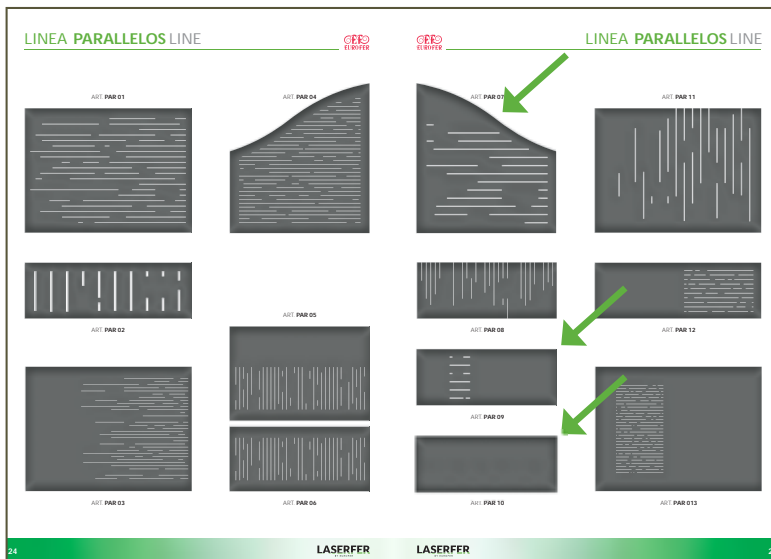 LINEA PARALLELOS LINE
EUROFER
EUROFER
LINEA PARALLELOS LINE
ART. PAR 01
ART. PAR 04
ART. PAR 07
ART. PAR 11
ART. PAR 02
ART. PAR 05
ART. PAR 08
ART. PAR 12
ART. PAR 09
ART. PAR 03
ART. PAR 06
ART. PAR 10
ART. PAR 013
24
LASERFER
LASERFER